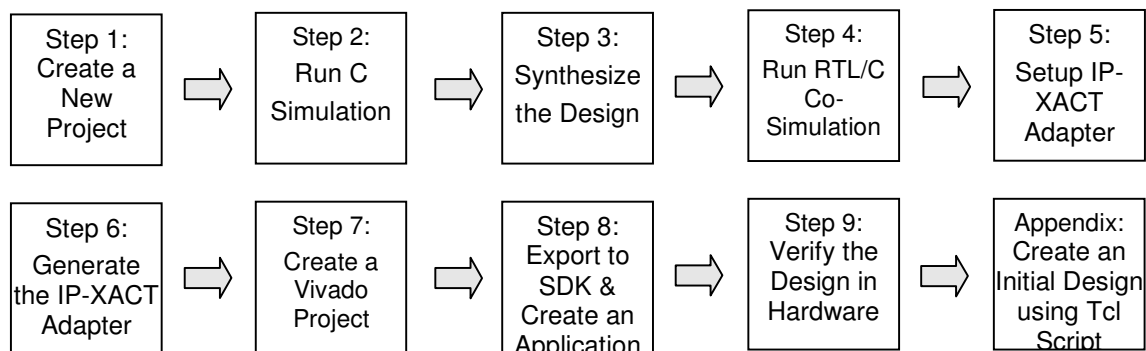 Step 1:
Create a
New
Project
Step 2:
Run C
Simulation
Step 3:
Synthesize
the Design
Step 4:
Run RTL/C
Co-
Simulation
Step 5:
Setup IP-
XACT
Adapter
Step 6:
Generate
the IP-XACT
Adapter
Step 7:
Create a
Vivado
Project
Step 8:
Export to
SDK &
Create an
Application
Step 9:
Verify the
Design in
Hardware
Appendix:
Create an
Initial Design
using Tcl
Script